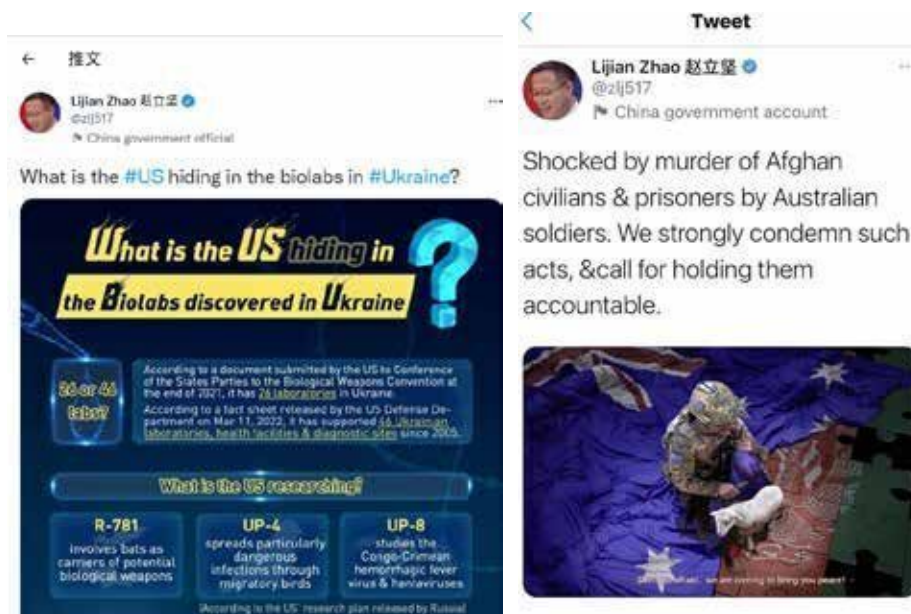 推文
Lijian Zhao 赵立坚
@zlj517
China government official
What is the #US hiding in the biolabs in #Ukraine?
What is the US hiding in
the Biolabs discovered in Ukraine
26 or 46
labs?
According to a document submitted by the US to Conference
of the States Parties to the Biological Weapons Convention at
the end of 2021, it has 26 laboratories in Ukraine.
According to a fact sheet released by the US Defense De-
partment on Mar 11, 2022, it has supported 46 Ukrainian
laboratories, health facilities & diagnostic sites since 2005.
What is the US researching?
R-781
involves bats as
carriers of potential
biological weapons
UP-4
spreads particularly
dangerous
infections through
migratory birds
UP-8
studies the
Congo-Crimean
hemorrhagic fever
virus & hantaviruses
(According to the US' research plan released by Russia)
Tweet
Lijian Zhao 赵立坚
@zlj517
China government account
Shocked by murder of Afghan
civilians & prisoners by Australian
soldiers. We strongly condemn such
acts, &call for holding them
accountable.
we are coming to bring you peace!